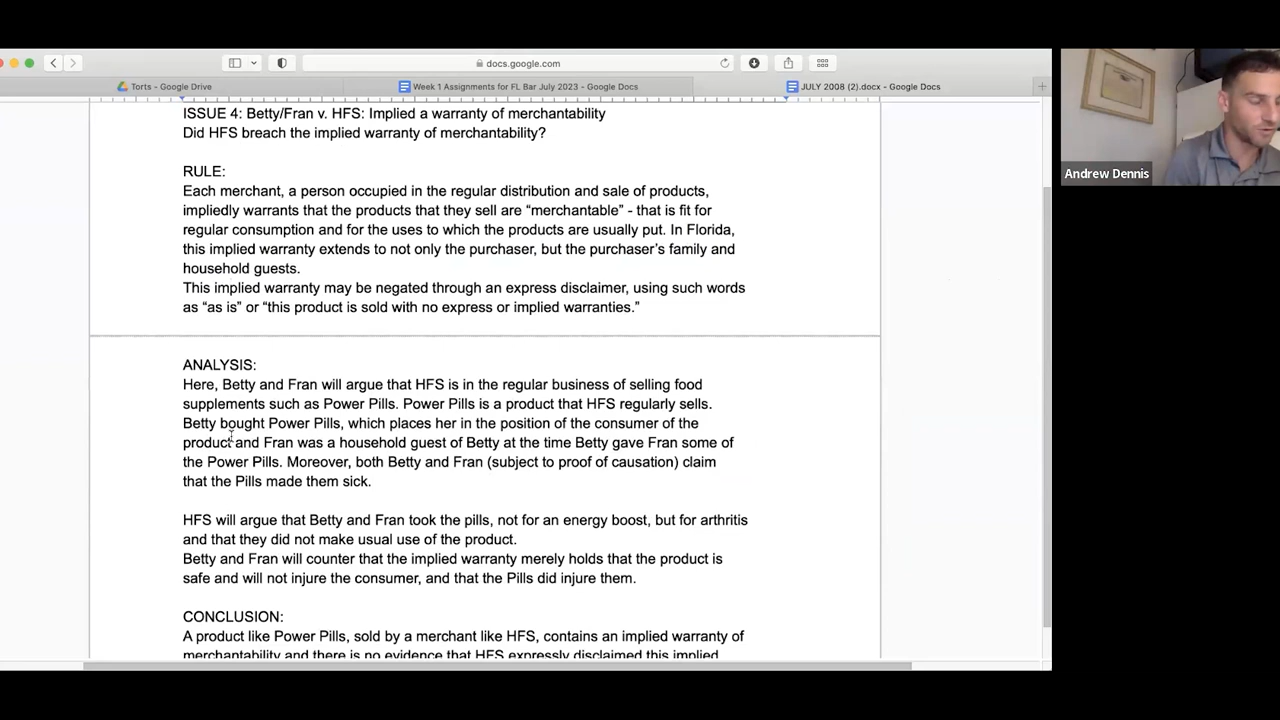 docs.google.com
Torts - Google Drive
Week 1 Assignments for FL Bar July 2023 - Google Docs
JULY 2008 (2).docx - Google Docs
Andrew Dennis
ISSUE 4: Betty/Fran v. HFS: Implied a warranty of merchantability
Did HFS breach the implied warranty of merchantability?
RULE:
Each merchant, a person occupied in the regular distribution and sale of products,
impliedly warrants that the products that they sell are “merchantable” - that is fit for
regular consumption and for the uses to which the products are usually put. In Florida,
this implied warranty extends to not only the purchaser, but the purchaser’s family and
household guests.
This implied warranty may be negated through an express disclaimer, using such words
as “as is” or “this product is sold with no express or implied warranties.”
ANALYSIS:
Here, Betty and Fran will argue that HFS is in the regular business of selling food
supplements such as Power Pills. Power Pills is a product that HFS regularly sells.
Betty bought Power Pills, which places her in the position of the consumer of the
product and Fran was a household guest of Betty at the time Betty gave Fran some of
the Power Pills. Moreover, both Betty and Fran (subject to proof of causation) claim
that the Pills made them sick.
HFS will argue that Betty and Fran took the pills, not for an energy boost, but for arthritis
and that they did not make usual use of the product.
Betty and Fran will counter that the implied warranty merely holds that the product is
safe and will not injure the consumer, and that the Pills did injure them.
CONCLUSION:
A product like Power Pills, sold by a merchant like HFS, contains an implied warranty of
merchantability and there is no evidence that HFS expressly disclaimed this implied